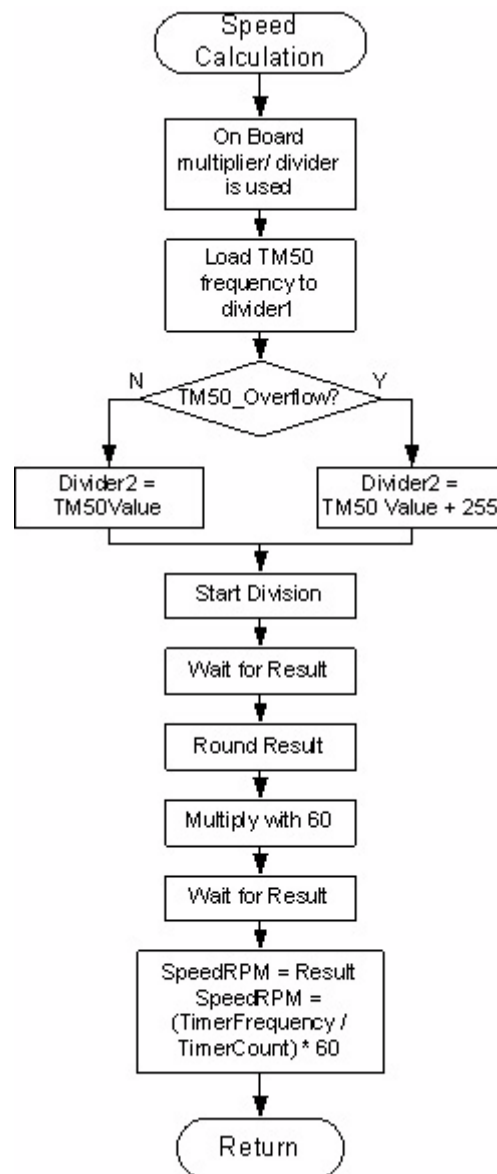 Speed
Calculation
On Board
multiplier/ divider
is used
Load TM50
frequency to
divider1
N
TM50_Overflow?
Y
Divider2 =
TM50Value
Divider2 =
TM50 Value + 255
Start Division
Wait for Result
Round Result
Multiply with 60
Wait for Result
SpeedRPM = Result
SpeedRPM =
(TimerFrequency /
TimerCount) * 60
Return